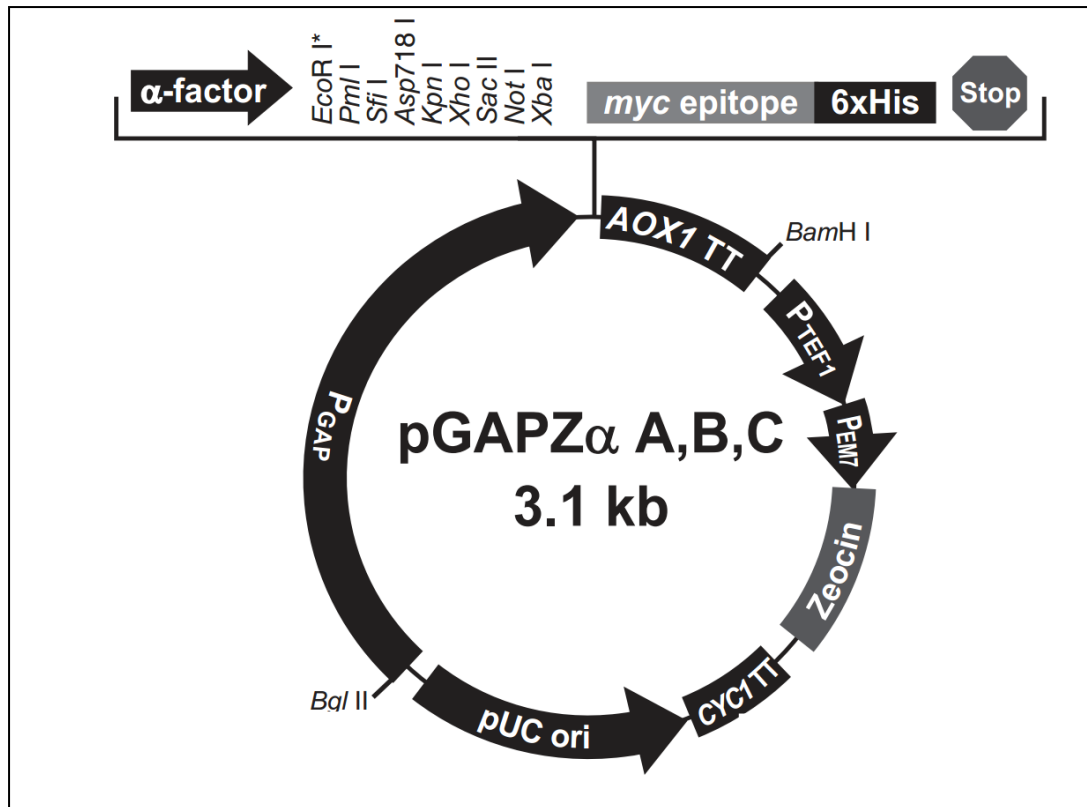 α-factor
EcoR I*
Pml I
Sfi I
Asp718 I
Kpn I
Xho I
Sac II
Not I
Xba I
myc epitope
6xHis
Stop
AOX1 TT
BamH I
PTEF1
PEM7
Zeocin
CYC1 TT
pUC ori
Bgl II
PGAP
pGAPZα A,B,C
3.1 kb